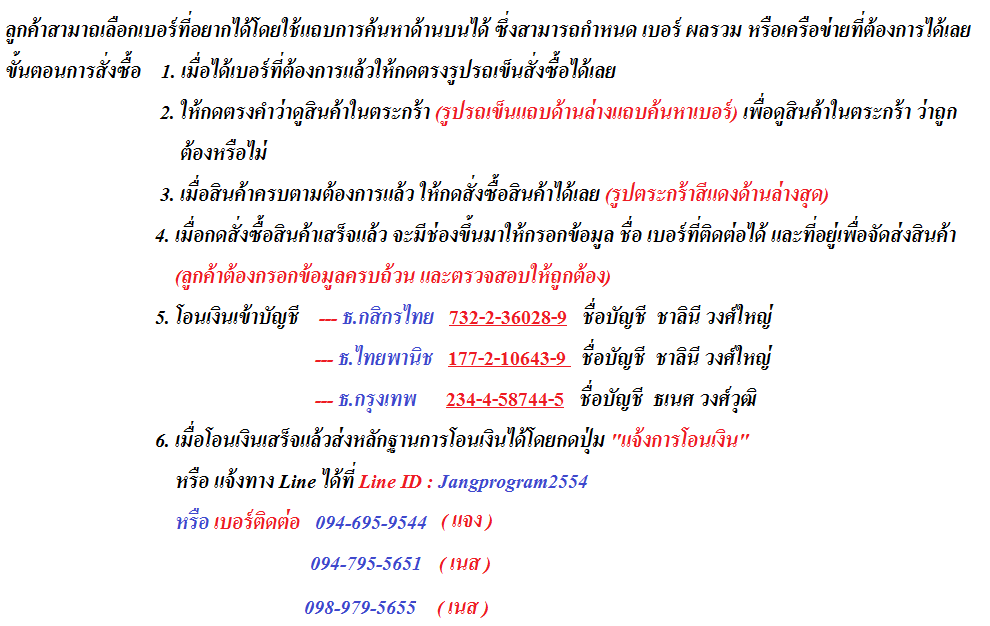 ลูกค้าสามาถเลือกเบอร์ที่อยากได้โดยใช้แถบการค้นหาด้านบนได้ ซึ่งสามารถกำหนด เบอร์ ผลรวม หรือเครือข่ายที่ต้องการได้เลย
ขั้นตอนการสั่งซื้อ 1. เมื่อได้เบอร์ที่ต้องการแล้วให้กดตรงรูปรถเข็นสั่งซื้อได้เลย
2. ให้กดตรงคำว่าดูสินค้าในตระกร้า (รูปรถเข็นแถบด้านล่างแถบค้นหาเบอร์) เพื่อดูสินค้าในตระกร้า ว่าถูก
ต้องหรือไม่
3. เมื่อสินค้าครบตามต้องการแล้ว ให้กดสั่งซื้อสินค้าได้เลย (รูปตระกร้าสีแดงด้านล่างสุด)
4. เมื่อกดสั่งซื้อสินค้าเสร็จแล้ว จะมีช่องขึ้นมาให้กรอกข้อมูล ชื่อ เบอร์ที่ติดต่อได้ และที่อยู่เพื่อจัดส่งสินค้า
(ลูกค้าต้องกรอกข้อมูลครบถ้วน และตรวจสอบให้ถูกต้อง)
5. โอนเงินเข้าบัญชี --- ธ.กสิกรไทย 732-2-36028-9 ชื่อบัญชี ชาลินี วงศ์ใหญ่
--- ธ.ไทยพานิช 177-2-10643-9 ชื่อบัญชี ชาลินี วงศ์ใหญ่
--- ธ.กรุงเทพ 234-4-58744-5 ชื่อบัญชี ธเนศ วงศ์วุฒิ
6. เมื่อโอนเงินเสร็จแล้วส่งหลักฐานการโอนเงินได้โดยกดปุ่ม "แจ้งการโอนเงิน"
หรือ แจ้งทาง Line ได้ที่ Line ID : Jangprogram2554
หรือ เบอร์ติดต่อ 094-695-9544 ( แจง )
094-795-5651 ( เนส )
098-979-5655 ( เนส )